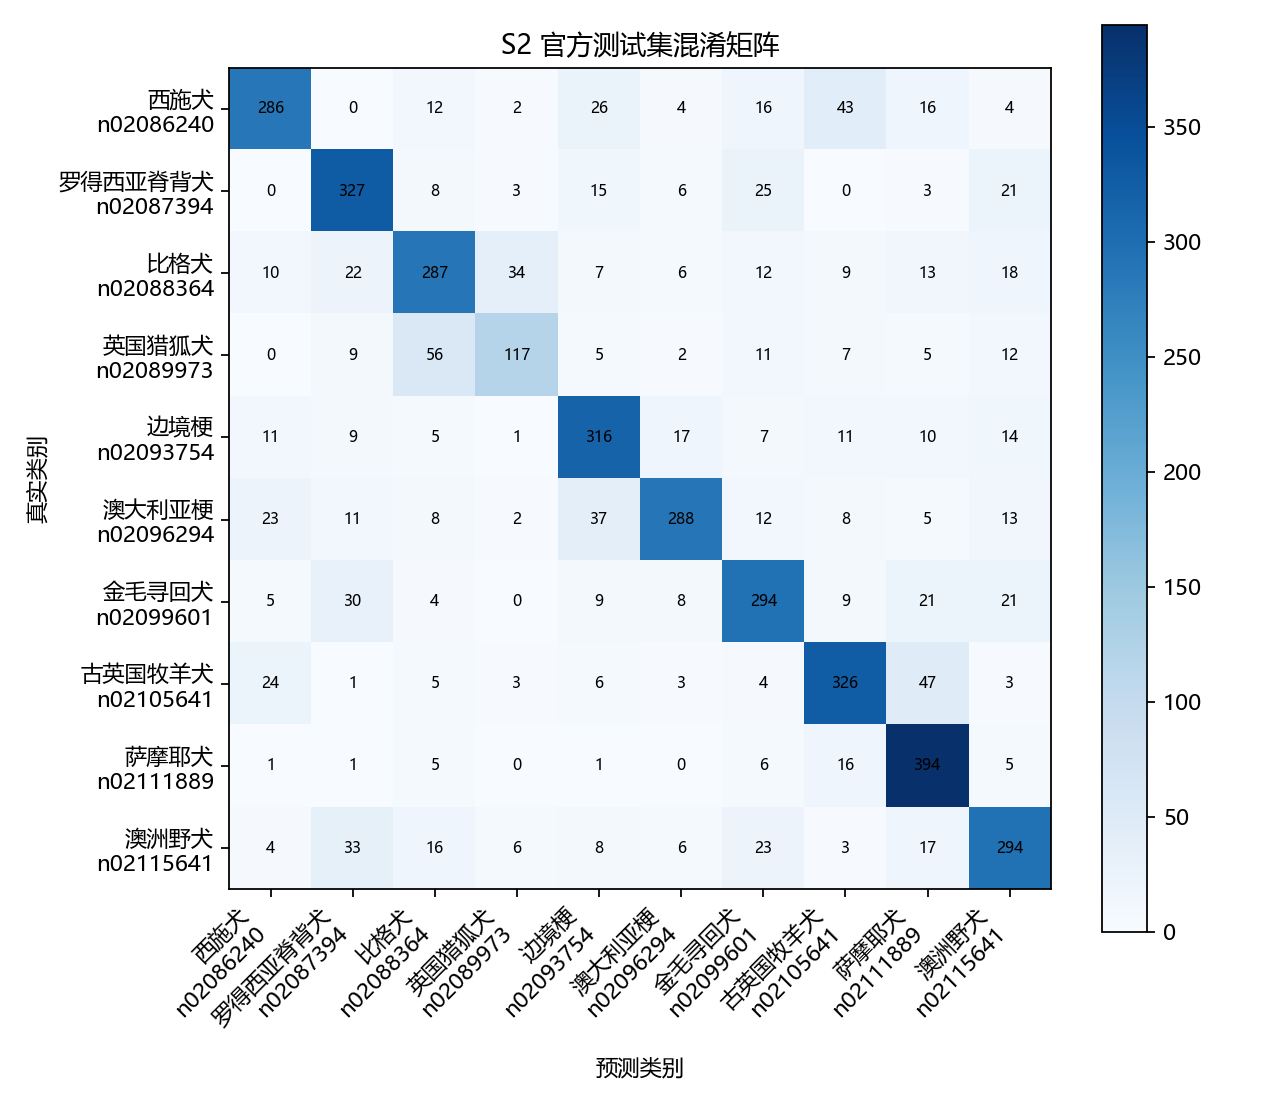 S2 官方测试集混淆矩阵
真实类别
西施犬
n02086240
286 0 12 2 26 4 16 43 16 4
罗得西亚脊背犬
n02087394
0 327 8 3 15 6 25 0 3 21
比格犬
n02088364
10 22 287 34 7 6 12 9 13 18
英国猎狐犬
n02089973
0 9 56 117 5 2 11 7 5 12
边境梗
n02093754
11 9 5 1 316 17 7 11 10 14
澳大利亚梗
n02096294
23 11 8 2 37 288 12 8 5 13
金毛寻回犬
n02099601
5 30 4 0 9 8 294 9 21 21
古英国牧羊犬
n02105641
24 1 5 3 6 3 4 326 47 3
萨摩耶犬
n02111889
1 1 5 0 1 0 6 16 394 5
澳洲野犬
n02115641
4 33 16 6 8 6 23 3 17 294
西施犬
n02086240
罗得西亚脊背犬
n02087394
比格犬
n02088364
英国猎狐犬
n02089973
边境梗
n02093754
澳大利亚梗
n02096294
金毛寻回犬
n02099601
古英国牧羊犬
n02105641
萨摩耶犬
n02111889
澳洲野犬
n02115641
预测类别
350
300
250
200
150
100
50
0